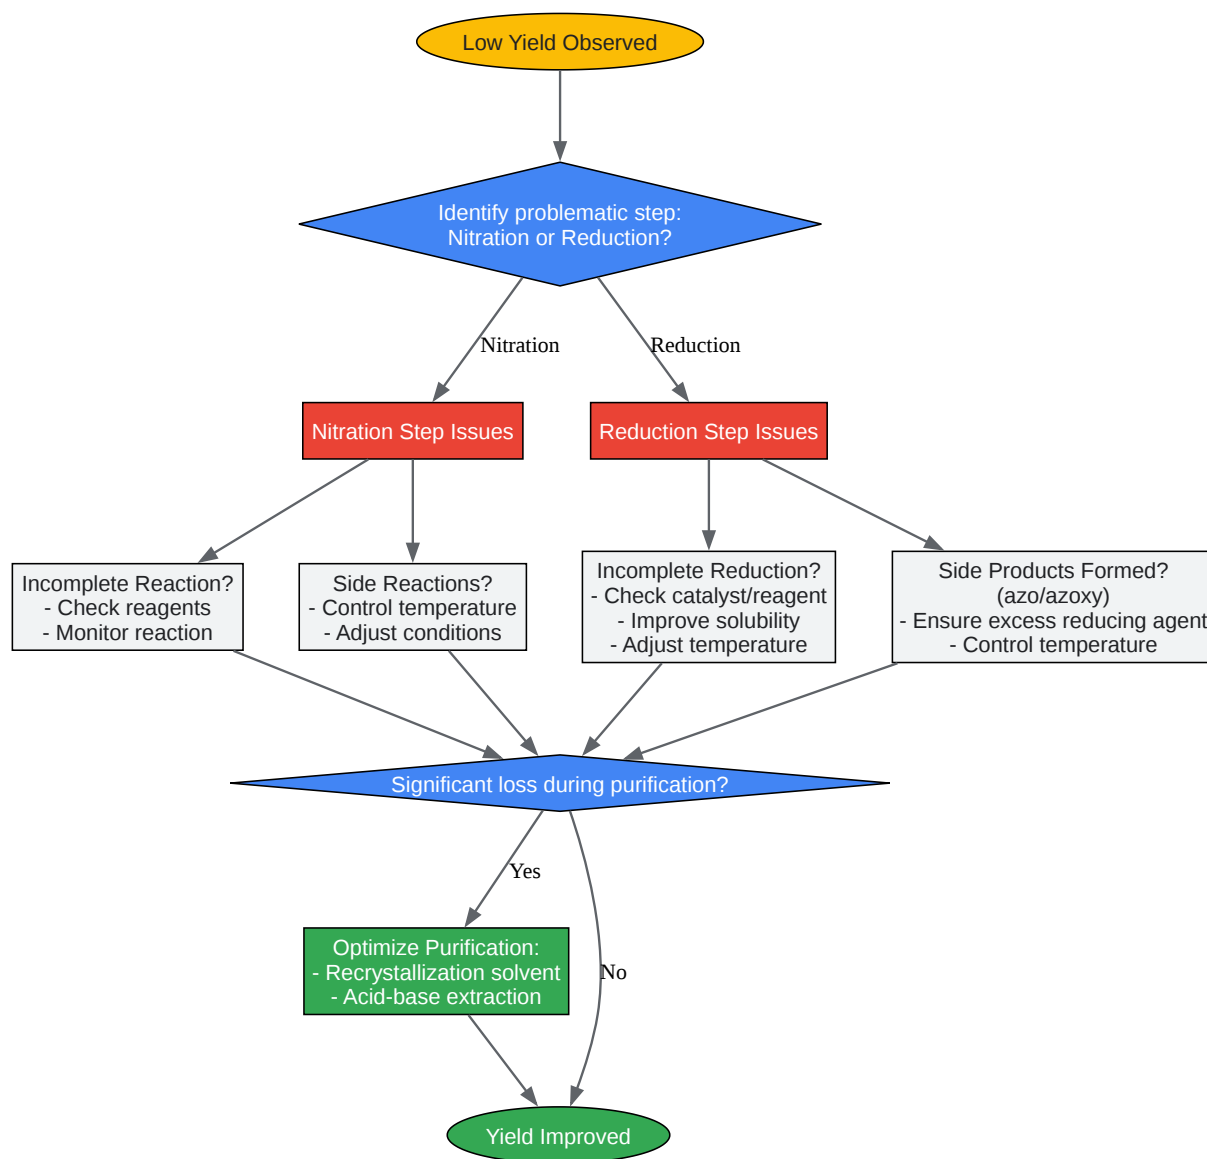 Low Yield Observed
Identify problematic step:
Nitration or Reduction?
Nitration
Reduction
Nitration Step Issues
Reduction Step Issues
Incomplete Reaction?
- Check reagents
- Monitor reaction
Side Reactions?
- Control temperature
- Adjust conditions
Incomplete Reduction?
- Check catalyst/reagent
- Improve solubility
- Adjust temperature
Side Products Formed?
(azo/azoxy)
- Ensure excess reducing agent
- Control temperature
Significant loss during purification?
Yes
Optimize Purification:
- Recrystallization solvent
- Acid-base extraction
No
Yield Improved